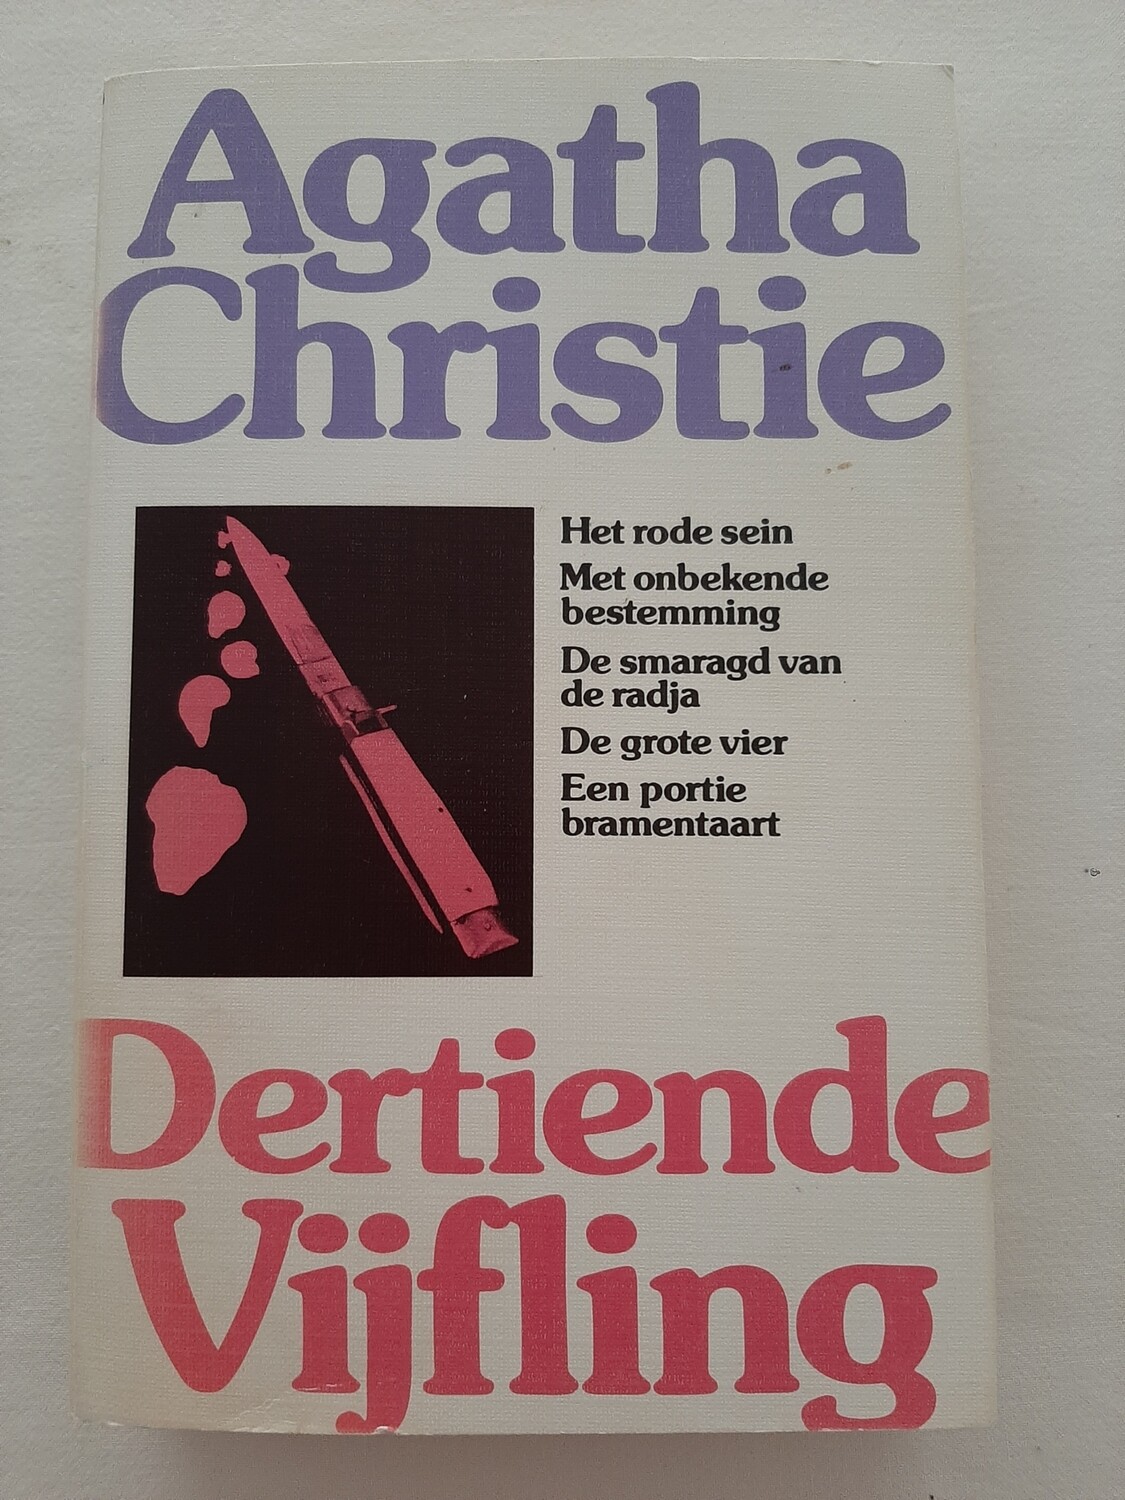 Agatha
Christie
Het rode sein
Met onbekende
bestemming
De smaragd van
de radja
De grote vier
Een portie
bramentaart
Dertiende
Vijfling